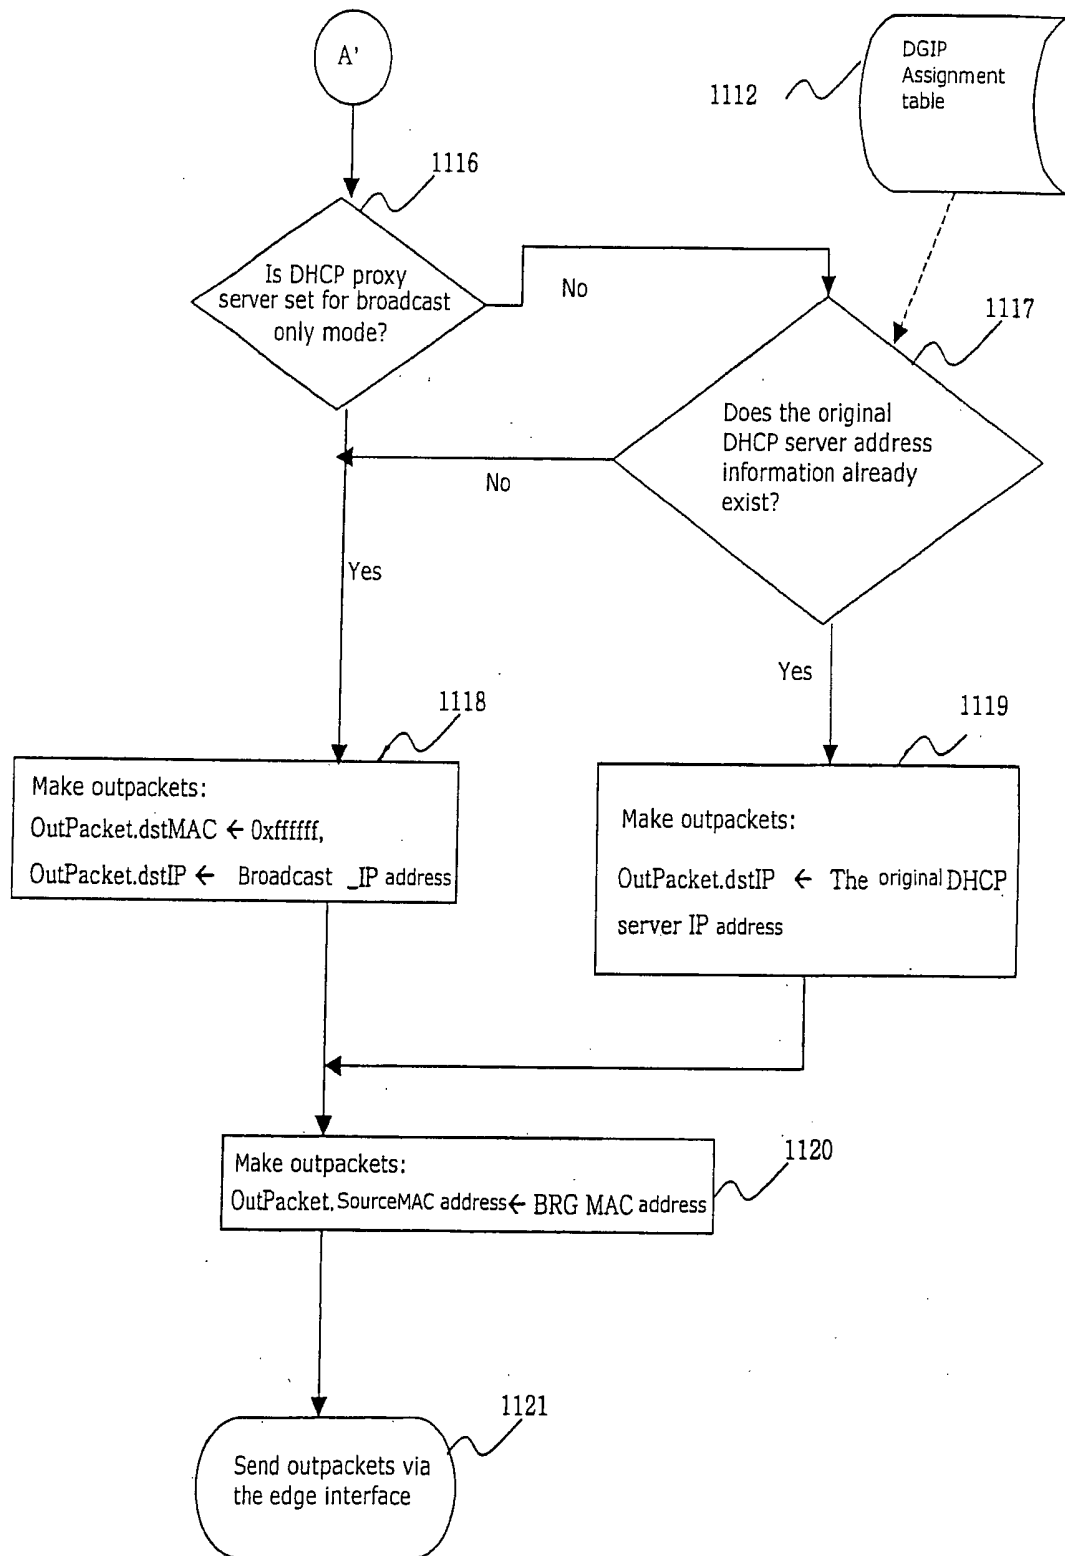 A'
DGIP
Assignment
table
1112
1116
Is DHCP proxy
server set for broadcast
only mode?
No
1117
Does the original
DHCP server address
information already
exist?
No
Yes
Yes
1118
Make outpackets:
OutPacket.dstMAC ← 0xffffff,
OutPacket.dstIP ← Broadcast _IP address
1119
Make outpackets:
OutPacket.dstIP ← The original DHCP
server IP address
1120
Make outpackets:
OutPacket. SourceMAC address ← BRG MAC address
1121
Send outpackets via
the edge interface